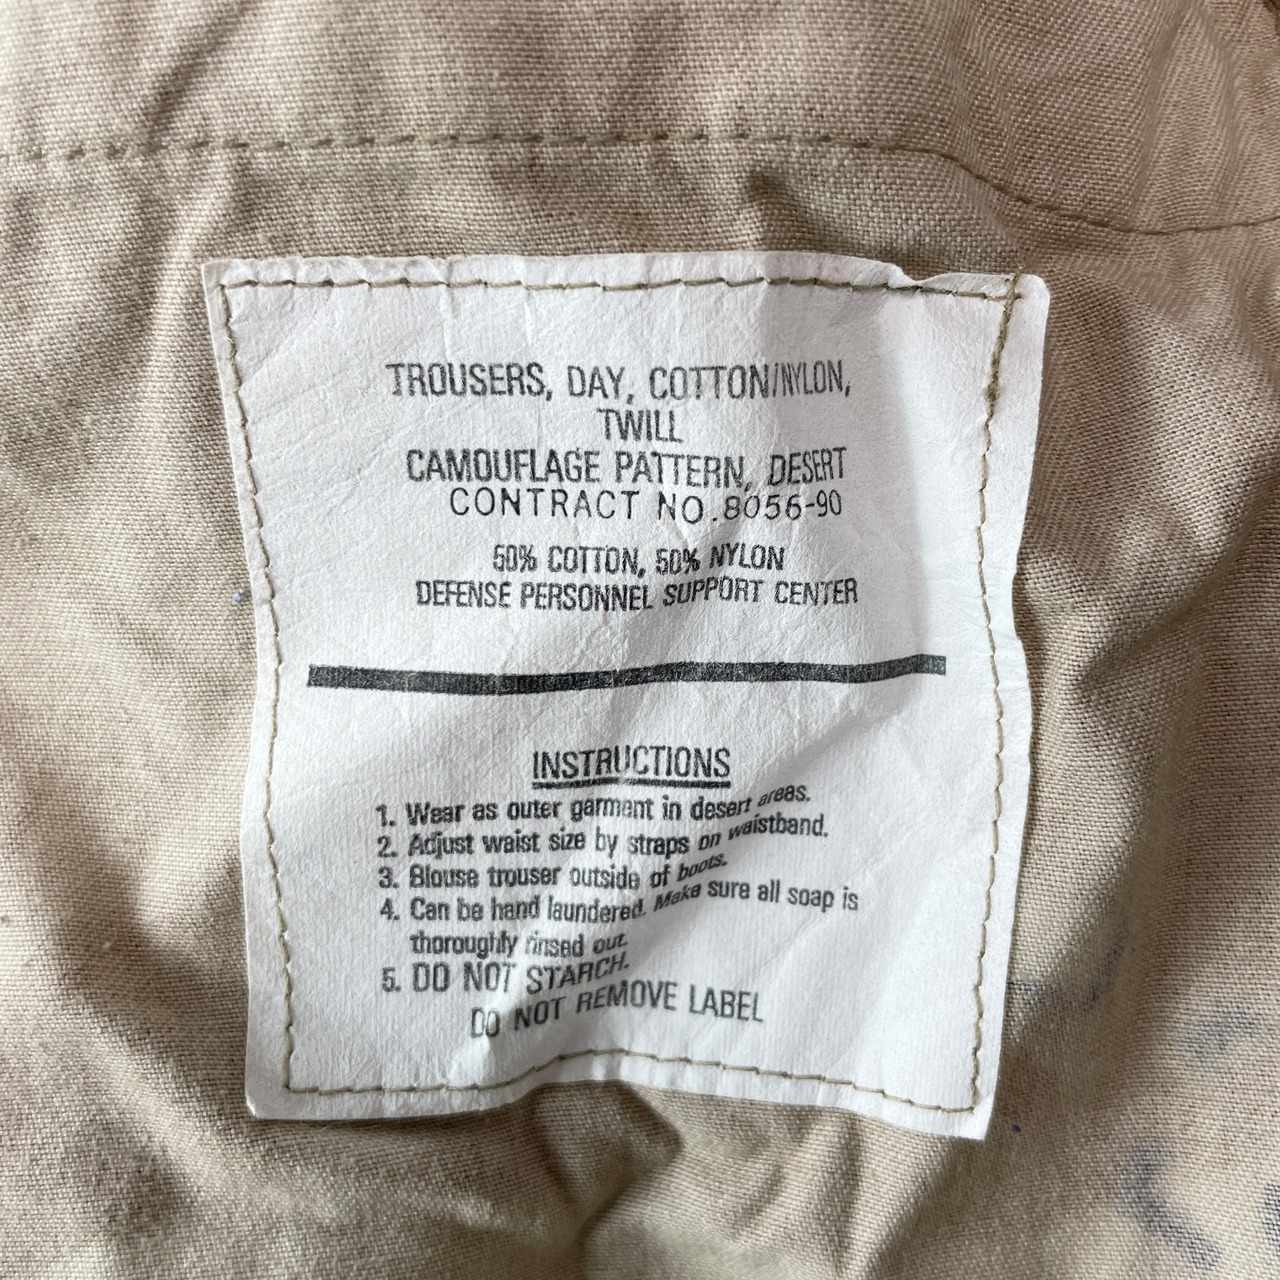 TROUSERS, DAY, COTTON/NYLON,
TWILL
CAMOUFLAGE PATTERN, DESERT
CONTRACT NO.8056-90
50% COTTON, 50% NYLON
DEFENSE PERSONNEL SUPPORT CENTER
INSTRUCTIONS
1. Wear as outer garment in desert areas.
2. Adjust waist size by straps on waistband.
3. Blouse trouser outside of boots.
4. Can be hand laundered. Make sure all soap is
thoroughly rinsed out.
5. DO NOT STARCH.
DO NOT REMOVE LABEL